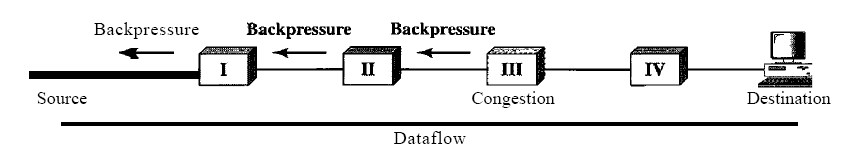 Backpressure Backpressure Backpressure
I II III IV
Source Congestion Destination
Dataflow